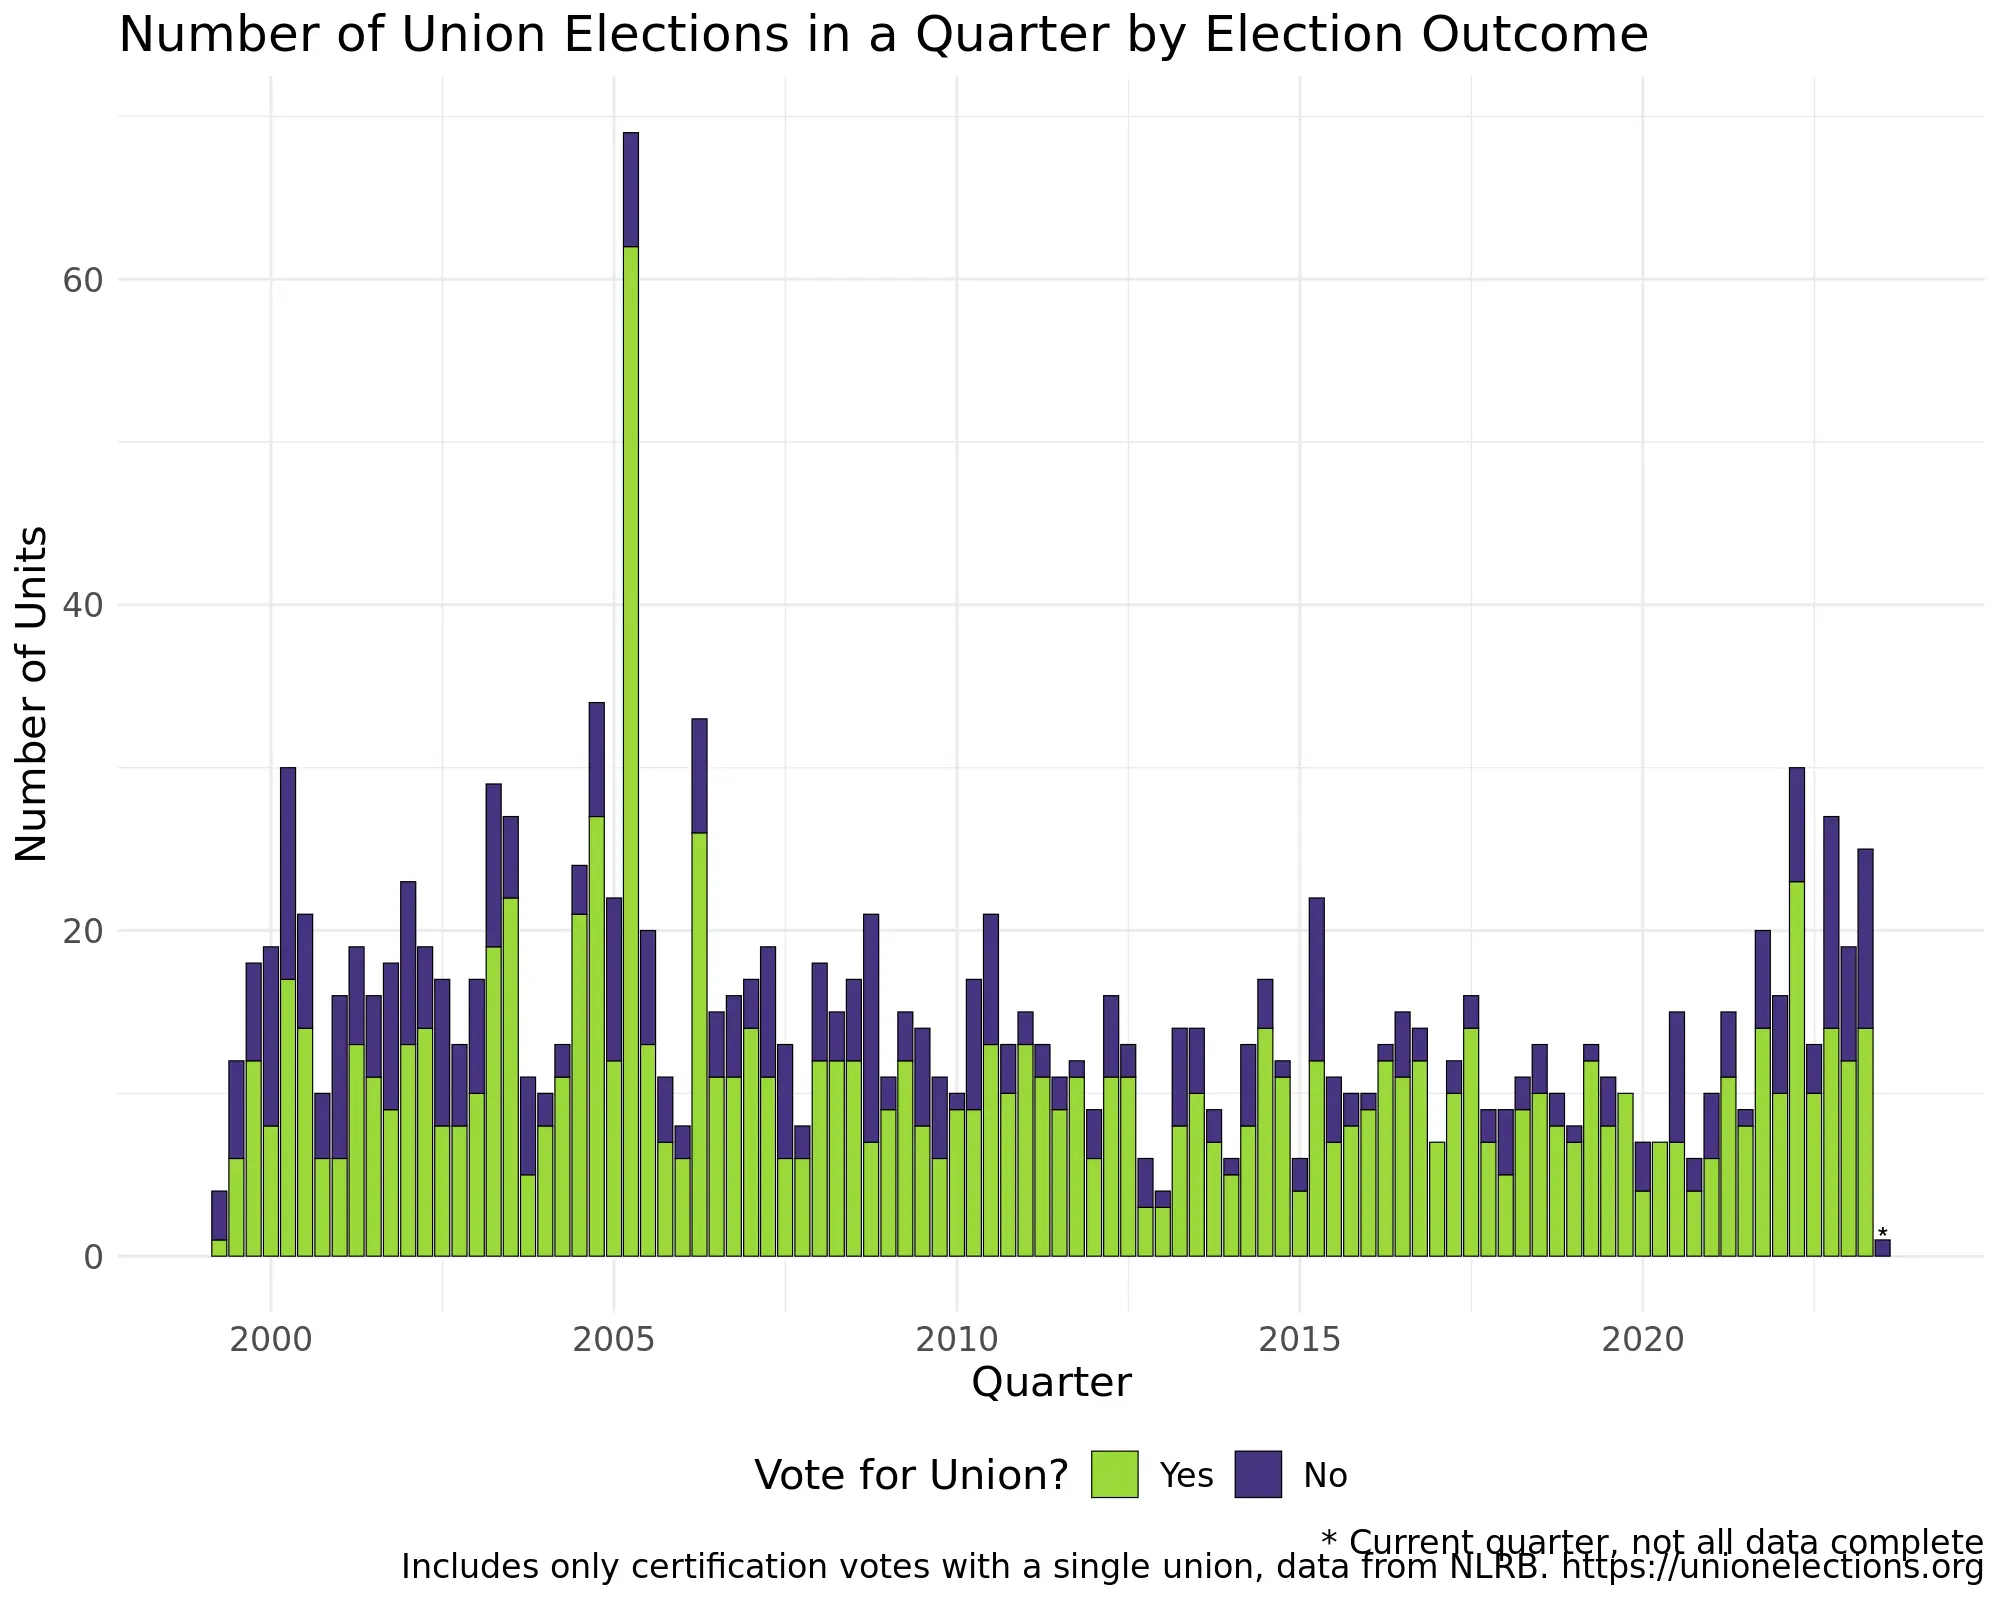 Number of Union Elections in a Quarter by Election Outcome
Number of Units
60
40
20
0
*
2000 2005 2010 2015 2020
Quarter
Vote for Union? Yes No
* Current quarter, not all data complete
Includes only certification votes with a single union, data from NLRB. https://unionelections.org